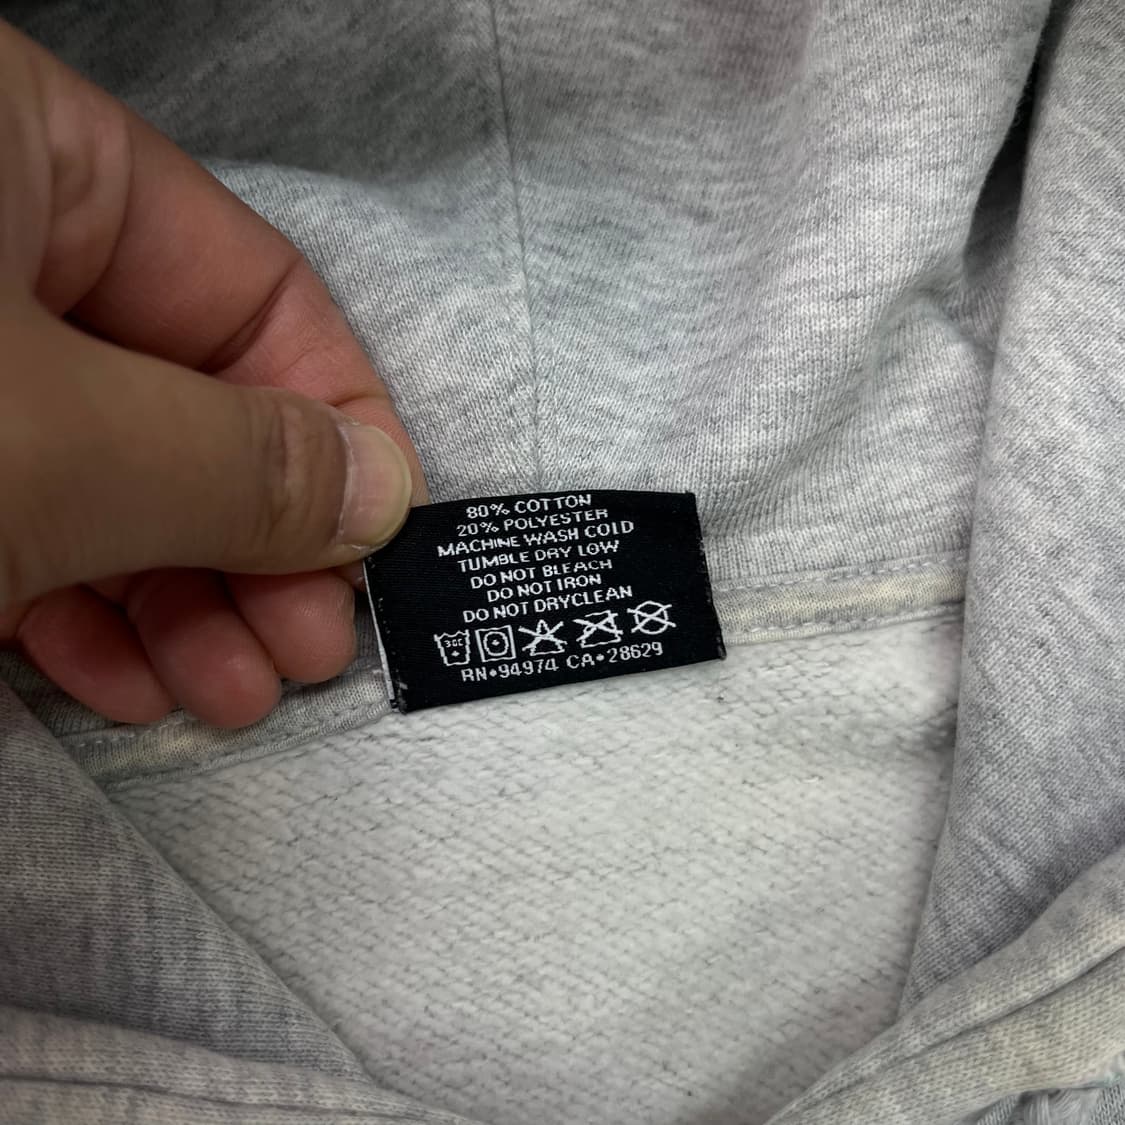 80% COTTON
20% POLYESTER
MACHINE WASH COLD
TUMBLE DRY LOW
DO NOT BLEACH
DO NOT IRON
DO NOT DRYCLEAN
30C
RN•94974 CA•28629